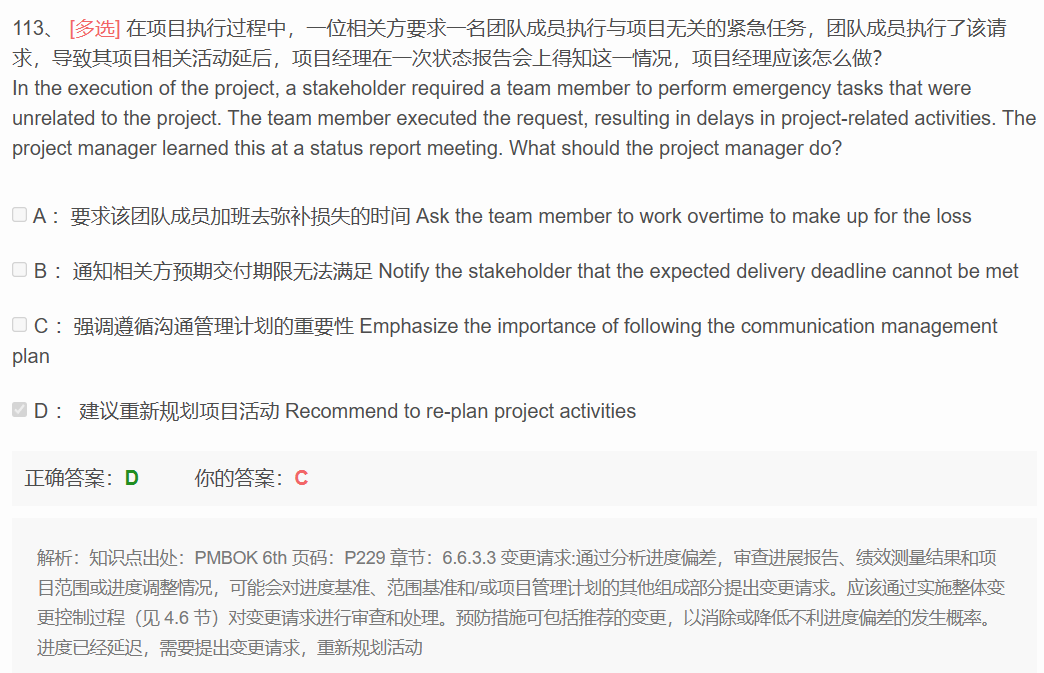 113、 [多选] 在项目执行过程中，一位相关方要求一名团队成员执行与项目无关的紧急任务，团队成员执行了该请
求，导致其项目相关活动延后，项目经理在一次状态报告会上得知这一情况，项目经理应该怎么做?
In the execution of the project, a stakeholder required a team member to perform emergency tasks that were
unrelated to the project. The team member executed the request, resulting in delays in project-related activities. The
project manager learned this at a status report meeting. What should the project manager do?
A： 要求该团队成员加班去弥补损失的时间 Ask the team member to work overtime to make up for the loss
B： 通知相关方预期交付期限无法满足 Notify the stakeholder that the expected delivery deadline cannot be met
C： 强调遵循沟通管理计划的重要性 Emphasize the importance of following the communication management
plan
D： 建议重新规划项目活动 Recommend to re-plan project activities
正确答案：D 你的答案：C
解析：知识点出处：PMBOK 6th 页码：P229 章节：6.6.3.3 变更请求:通过分析进度偏差，审查进展报告、绩效测量结果和项
目范围或进度调整情况，可能会对进度基准、范围基准和/或项目管理计划的其他组成部分提出变更请求。应该通过实施整体变
更控制过程（见 4.6 节）对变更请求进行审查和处理。预防措施可包括推荐的变更，以消除或降低不利进度偏差的发生概率。
进度已经延迟，需要提出变更请求，重新规划活动